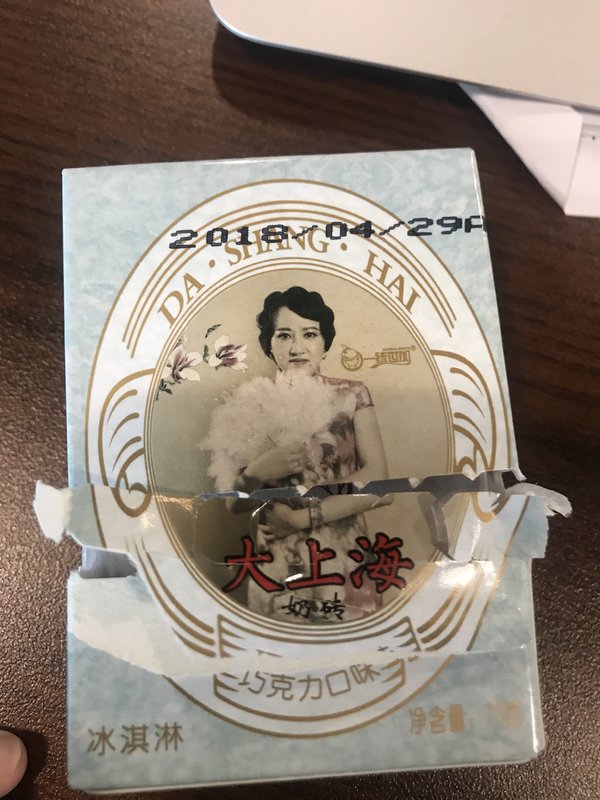 2018/04/29A
DA·SHANG·HAI
大上海
奶砖
巧克力口味
冰淇淋
净含量: